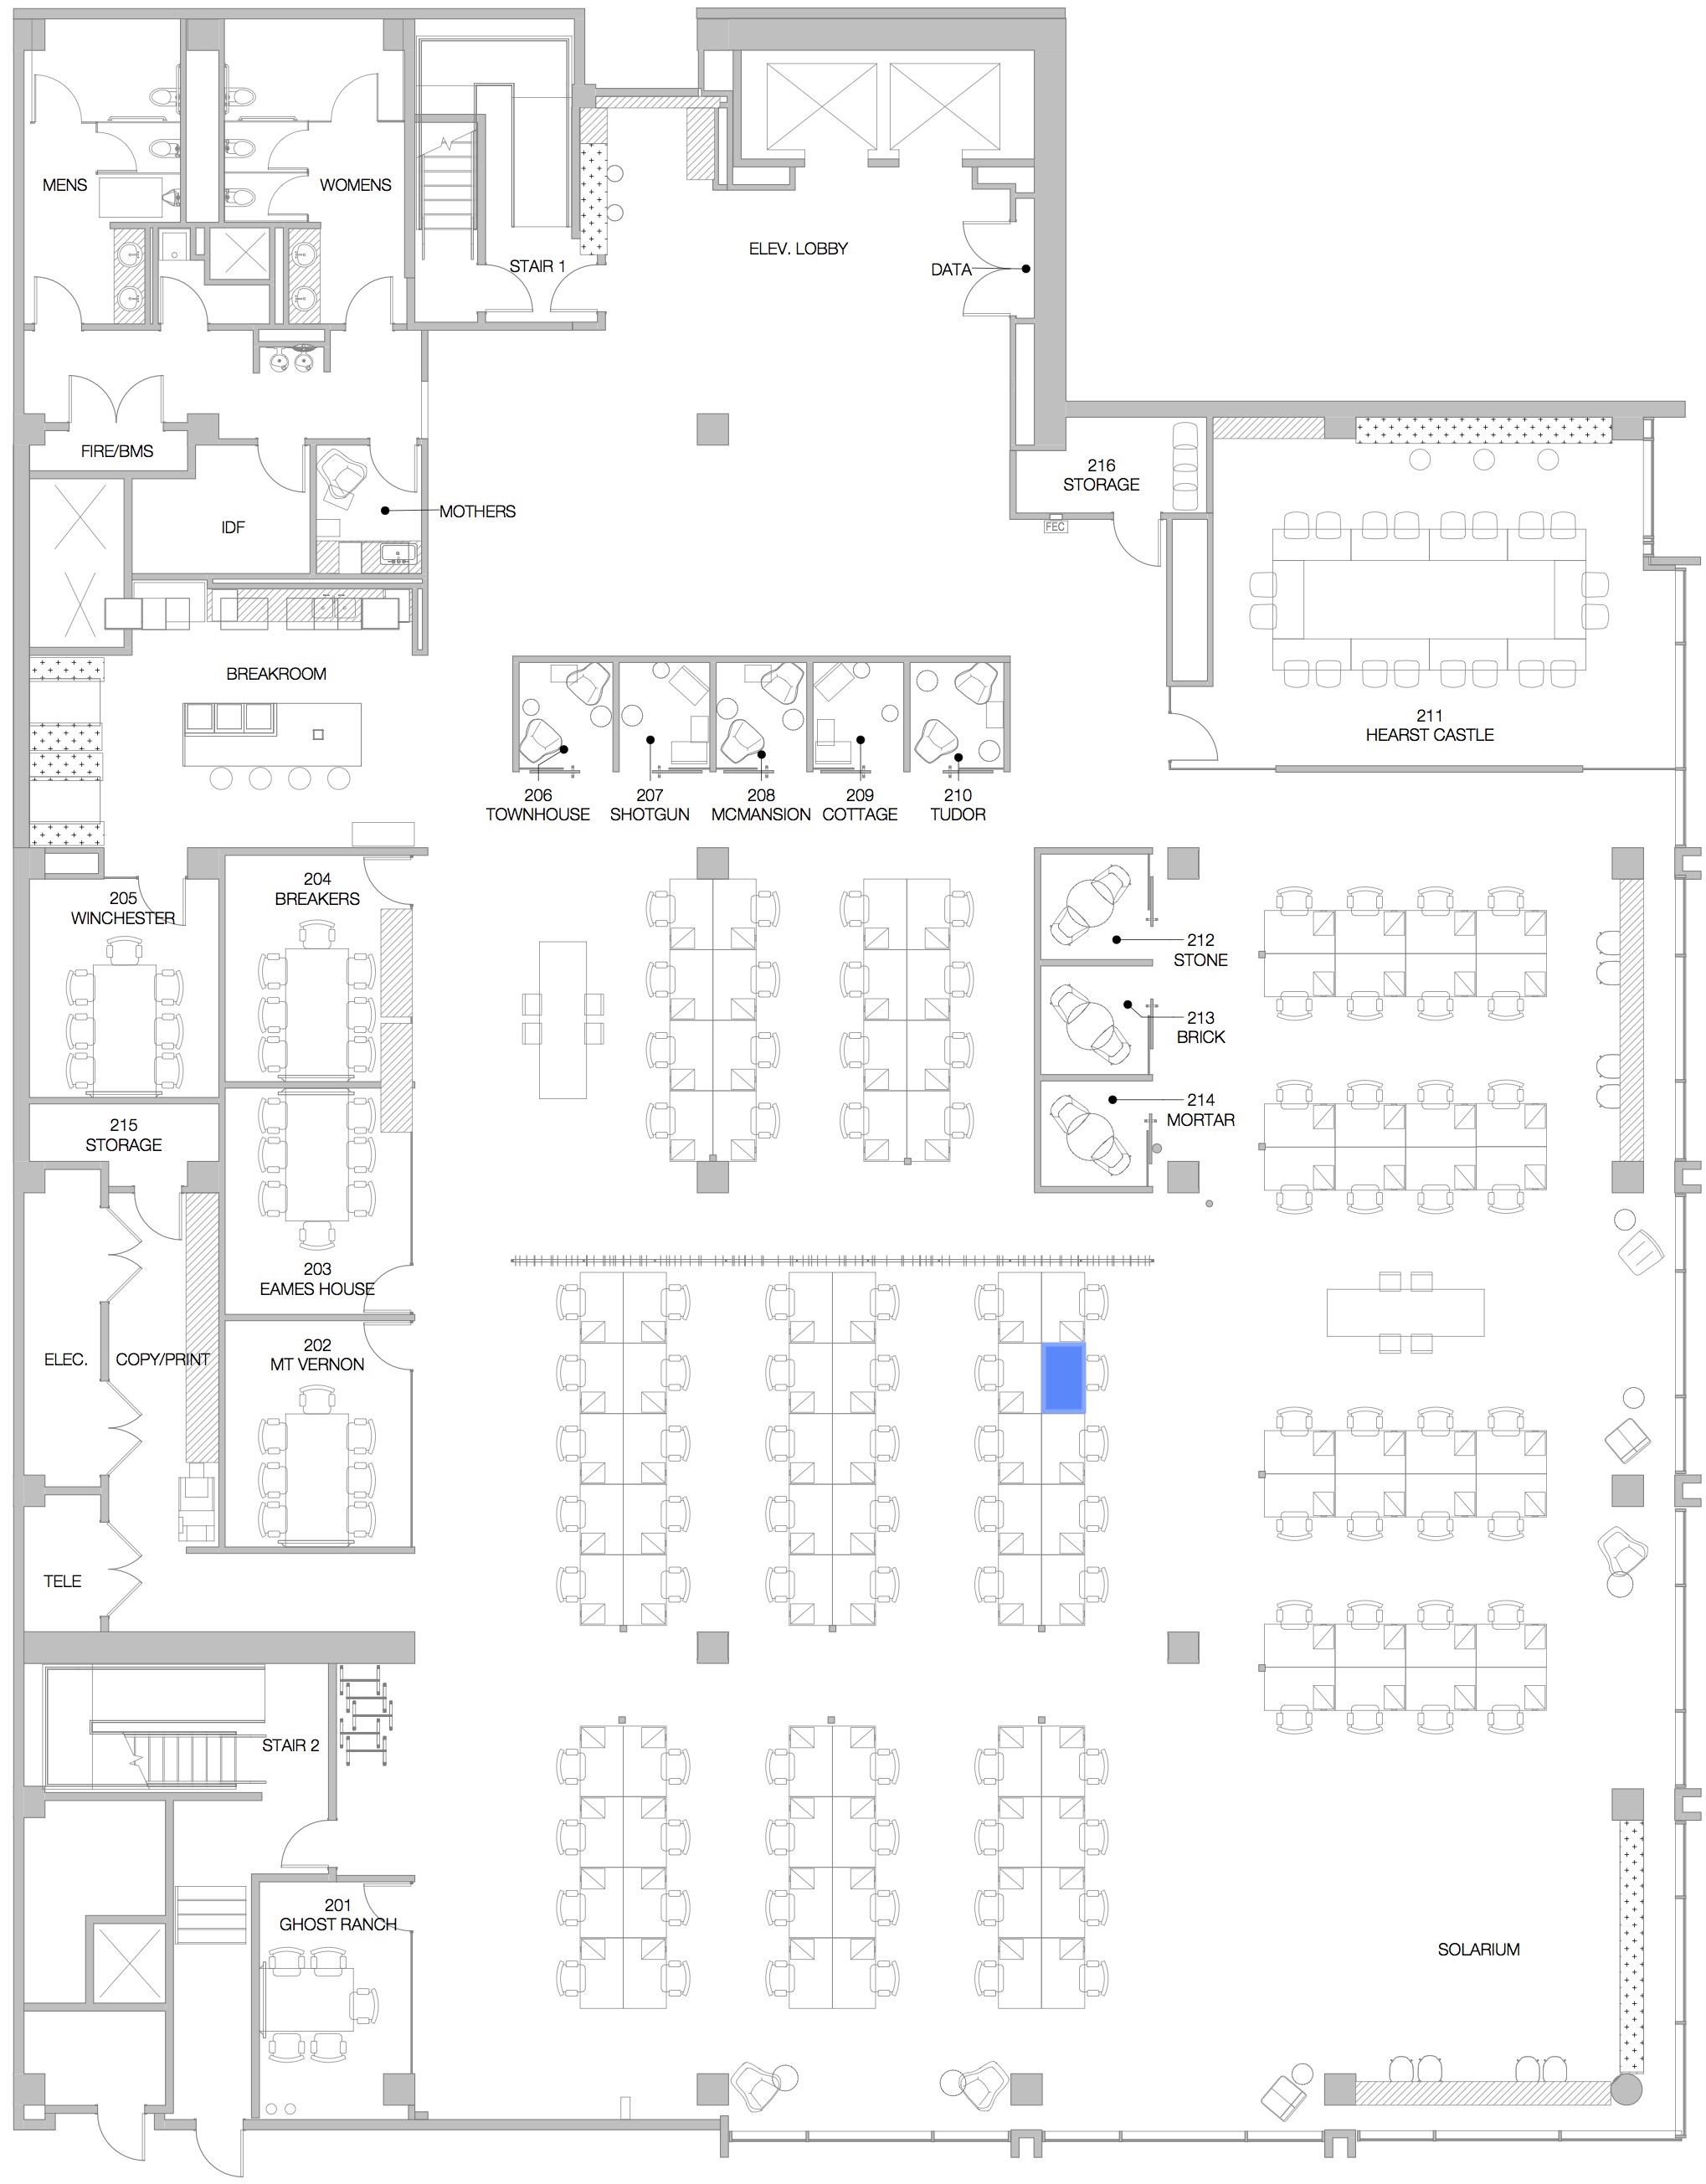 MENS
WOMENS
STAIR 1
ELEV. LOBBY
DATA
FIRE/BMS
216
STORAGE
FEC
IDF
MOTHERS
BREAKROOM
211
HEARST CASTLE
206
TOWNHOUSE
207
SHOTGUN
208
MCMANSION
209
COTTAGE
210
TUDOR
205
WINCHESTER
204
BREAKERS
212
STONE
213
BRICK
214
MORTAR
215
STORAGE
203
EAMES HOUSE
202
MT VERNON
ELEC.
COPY/PRINT
TELE
STAIR 2
201
GHOST RANCH
SOLARIUM